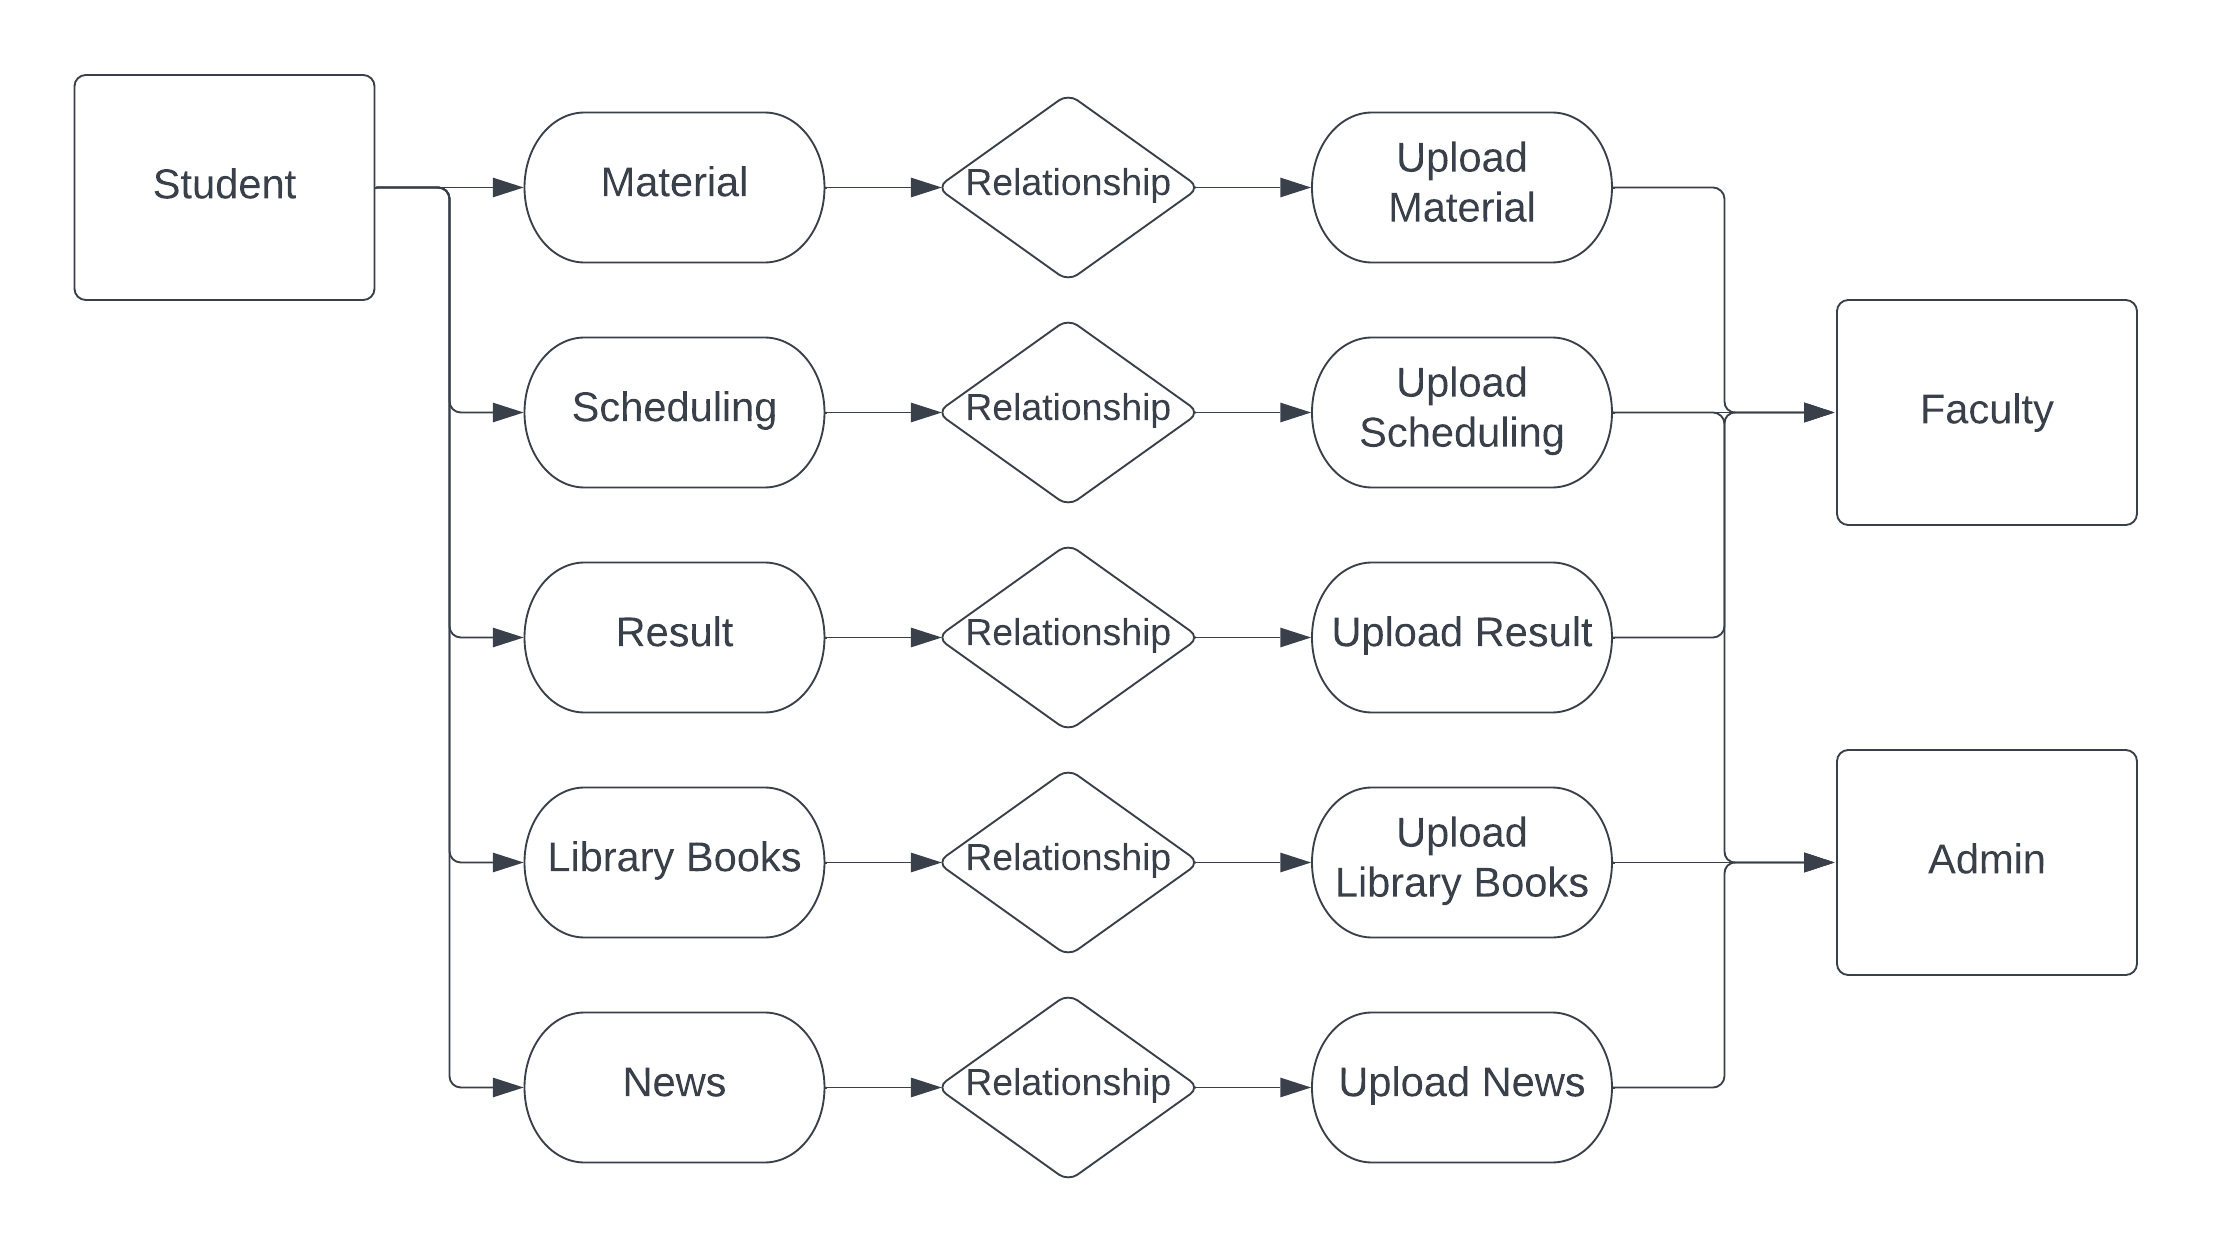 Student
Material
Relationship
Upload
Material
Scheduling
Relationship
Upload
Scheduling
Faculty
Result
Relationship
Upload Result
Library Books
Relationship
Upload
Library Books
Admin
News
Relationship
Upload News